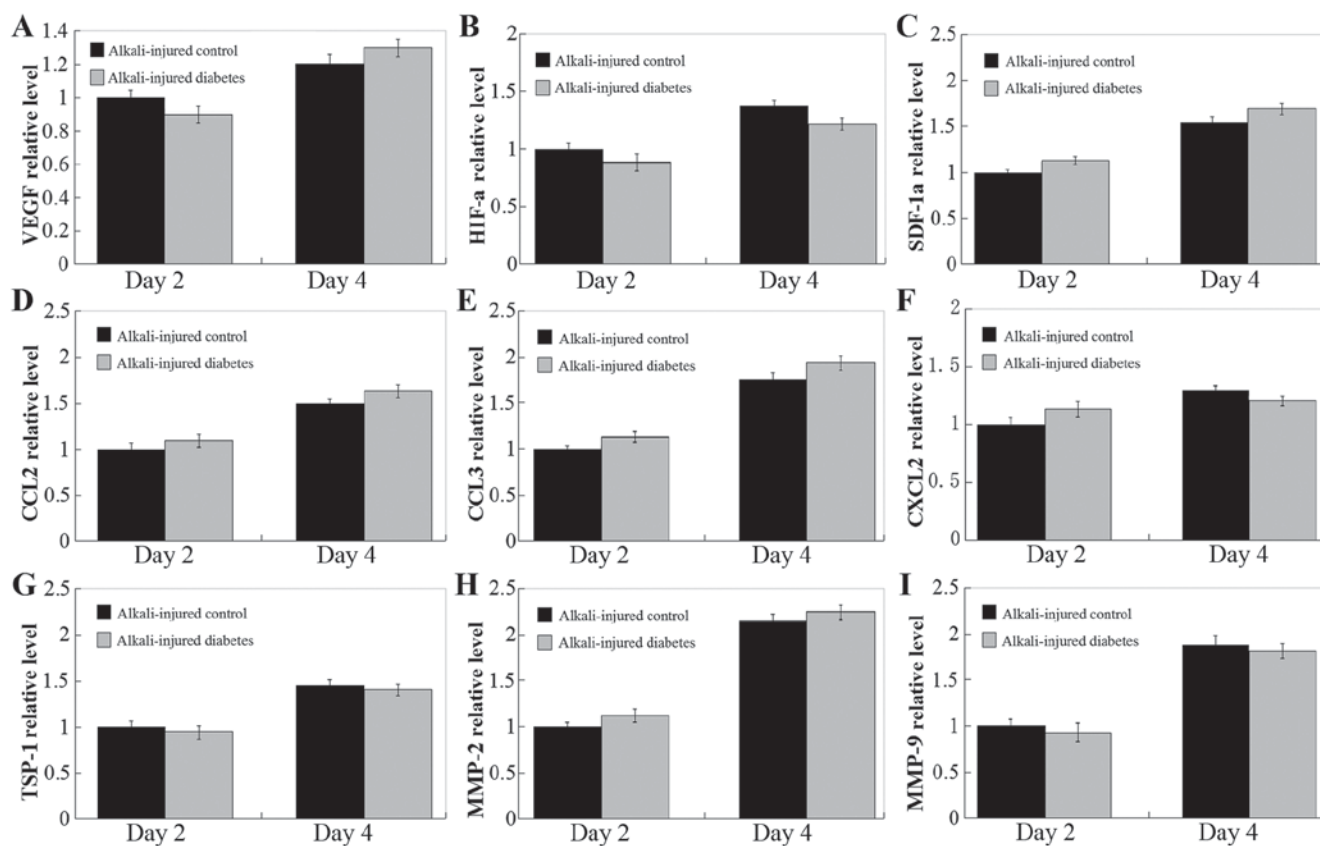 A
VEGF relative level
1.4
1.2
1
0.8
0.6
0.4
0.2
0
Alkali-injured control
Alkali-injured diabetes
Day 2
Day 4
B
HIF-a relative level
2
1.5
1
0.5
0
Alkali-injured control
Alkali-injured diabetes
Day 2
Day 4
C
SDF-1a relative level
2.5
2
1.5
1
0.5
0
Alkali-injured control
Alkali-injured diabetes
Day 2
Day 4
D
CCL2 relative level
2.5
2
1.5
1
0.5
0
Alkali-injured control
Alkali-injured diabetes
Day 2
Day 4
E
CCL3 relative level
2.5
2
1.5
1
0.5
0
Alkali-injured control
Alkali-injured diabetes
Day 2
Day 4
F
CXCL2 relative level
2
1.5
1
0.5
0
Alkali-injured control
Alkali-injured diabetes
Day 2
Day 4
G
TSP-1 relative level
2.5
2
1.5
1
0.5
0
Alkali-injured control
Alkali-injured diabetes
Day 2
Day 4
H
MMP-2 relative level
2.5
2
1.5
1
0.5
0
Alkali-injured control
Alkali-injured diabetes
Day 2
Day 4
I
MMP-9 relative level
2.5
2
1.5
1
0.5
0
Alkali-injured control
Alkali-injured diabetes
Day 2
Day 4